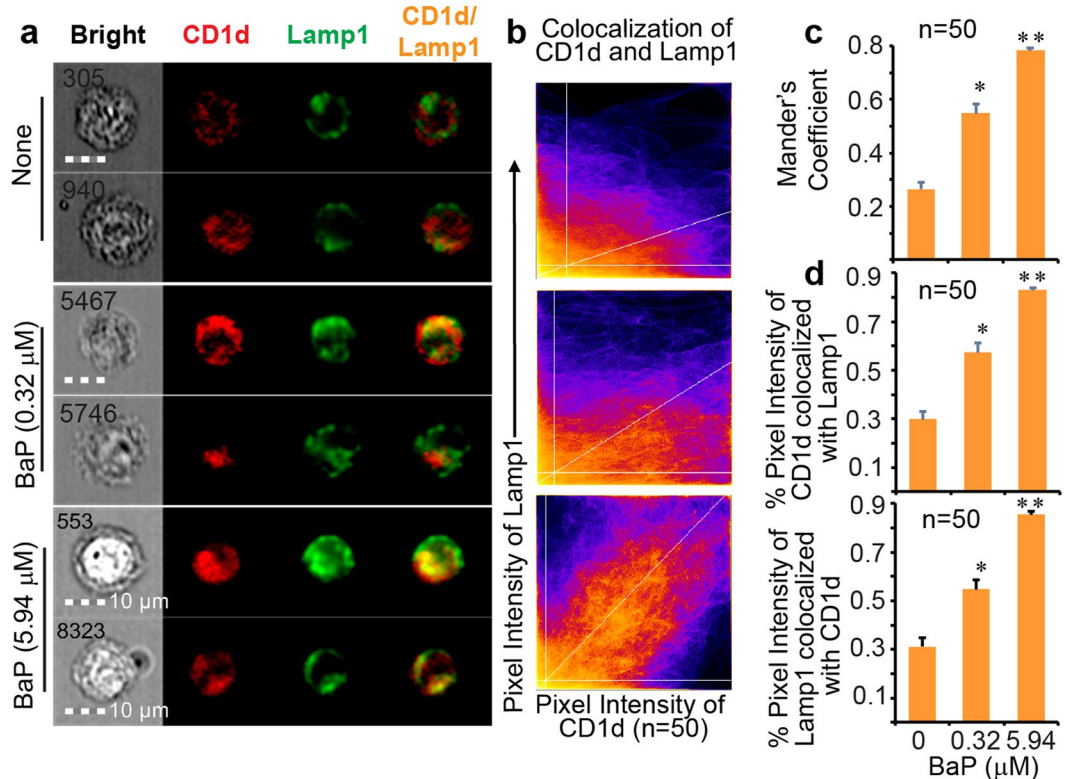 a
Bright
CD1d
Lamp1
CD1d/
Lamp1
None
305
940
BaP (0.32 µM)
5467
5746
BaP (5.94 µM)
553
10 µm
8323
10 µm
b
Colocalization of
CD1d and Lamp1
Pixel Intensity of Lamp1
Pixel Intensity of
CD1d (n=50)
c
n=50
Mander's
Coefficient
0.8
0.6
0.4
0.2
*
**
d
n=50
% Pixel Intensity of
CD1d colocalized
with Lamp1
0.9
0.7
0.5
0.3
0.1
*
**
n=50
% Pixel Intensity of
Lamp1 colocalized
with CD1d
0.9
0.7
0.5
0.3
0.1
*
**
0 0.32 5.94
BaP (µM)